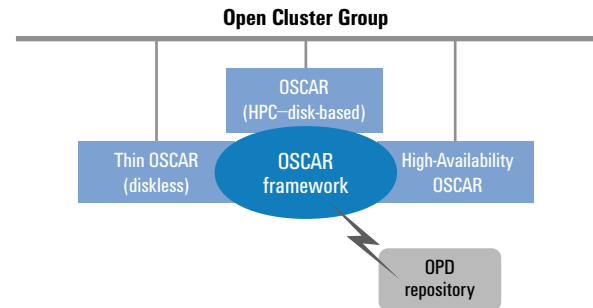 Open Cluster Group
OSCAR
(HPC–disk-based)
Thin OSCAR
(diskless)
OSCAR
framework
High-Availability
OSCAR
OPD
repository